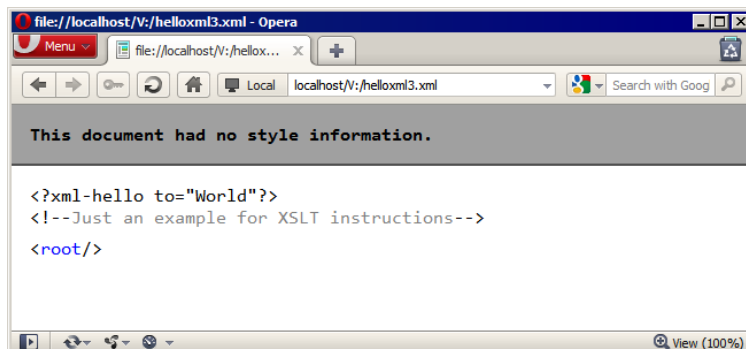 file://localhost/V:/helloxml3.xml - Opera
Menu
file://localhost/V:/hellox...
Local localhost/V:/helloxml3.xml Search with Goog
This document had no style information.
<?xml-hello to="World"?>
<!--Just an example for XSLT instructions-->
<root/>
View (100%)